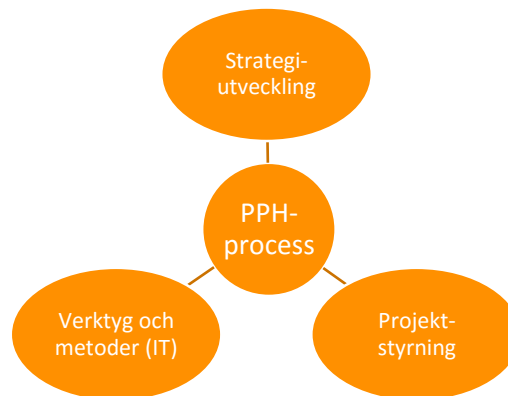 Strategi-
utveckling
PPH-
process
Verktyg och
metoder (IT)
Projekt-
styrning